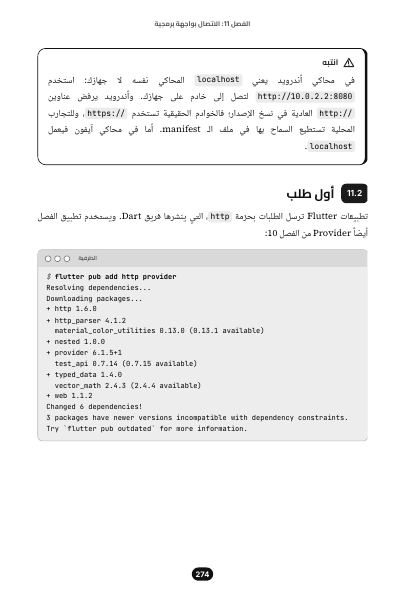 الفصل 11: الاتصال بواجهة برمجية
انتبه
في محاكي أندرويد يعني localhost المحاكي نفسه لا جهازك: استخدم
http://10.0.2.2:8080 لتصل إلى خادم على جهازك. وأندرويد يرفض عناوين
http:// العادية في نسخ الإصدار؛ فالخوادم الحقيقية تستخدم https://، وللتجارب
المحلية تستطيع السماح بها في ملف الـ manifest. أما في محاكي آيفون فيعمل
localhost.
11.2 أول طلب
تطبيقات Flutter ترسل الطلبات بحزمة http، التي ينشرها فريق Dart. ويستخدم تطبيق الفصل
أيضاً Provider من الفصل 10:
الطرفية
$ flutter pub add http provider
Resolving dependencies...
Downloading packages...
+ http 1.6.0
+ http_parser 4.1.2
  material_color_utilities 0.13.0 (0.13.1 available)
+ nested 1.0.0
+ provider 6.1.5+1
  test_api 0.7.14 (0.7.15 available)
+ typed_data 1.4.0
  vector_math 2.4.3 (2.4.4 available)
+ web 1.1.2
Changed 6 dependencies!
3 packages have newer versions incompatible with dependency constraints.
Try `flutter pub outdated` for more information.
274